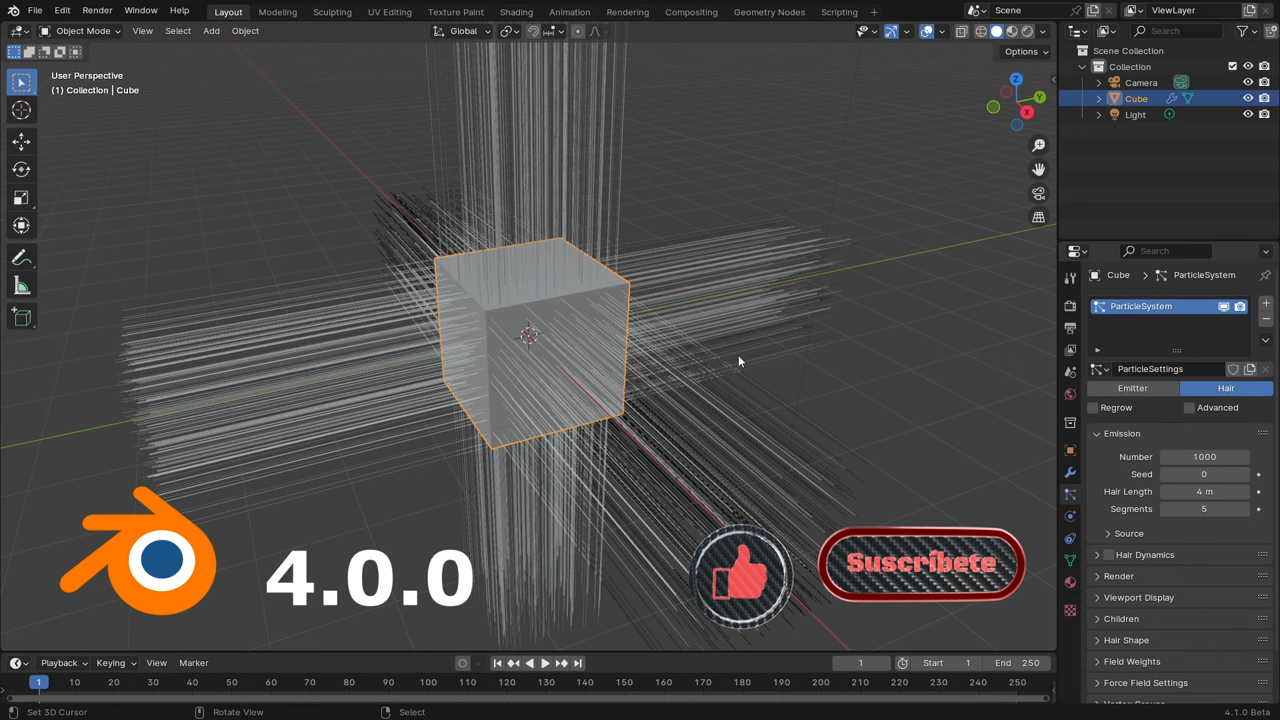 File Edit Render Window Help Layout Modeling Sculpting UV Editing Texture Paint Shading Animation Rendering Compositing Geometry Nodes Scripting + Scene ViewLayer
Object Mode View Select Add Object Global Search
Options
Scene Collection
Collection
User Perspective
(1) Collection | Cube
Camera
Cube
Light
Z
Y
X
Search
Cube ParticleSystem
ParticleSystem
ParticleSettings
Emitter Hair
Regrow Advanced
Emission
Number 1000
Seed 0
Hair Length 4 m
Segments 5
Source
Hair Dynamics
Render
Viewport Display
Children
Hair Shape
Field Weights
Force Field Settings
4.0.0
Suscríbete
Playback Keying View Marker 1 Start 1 End 250
1 10 20 30 40 50 60 70 80 90 100 110 120 130 140 150 160 170 180 190 200 210 220 230 240 250
Set 3D Cursor Rotate View Select 4.1.0 Beta